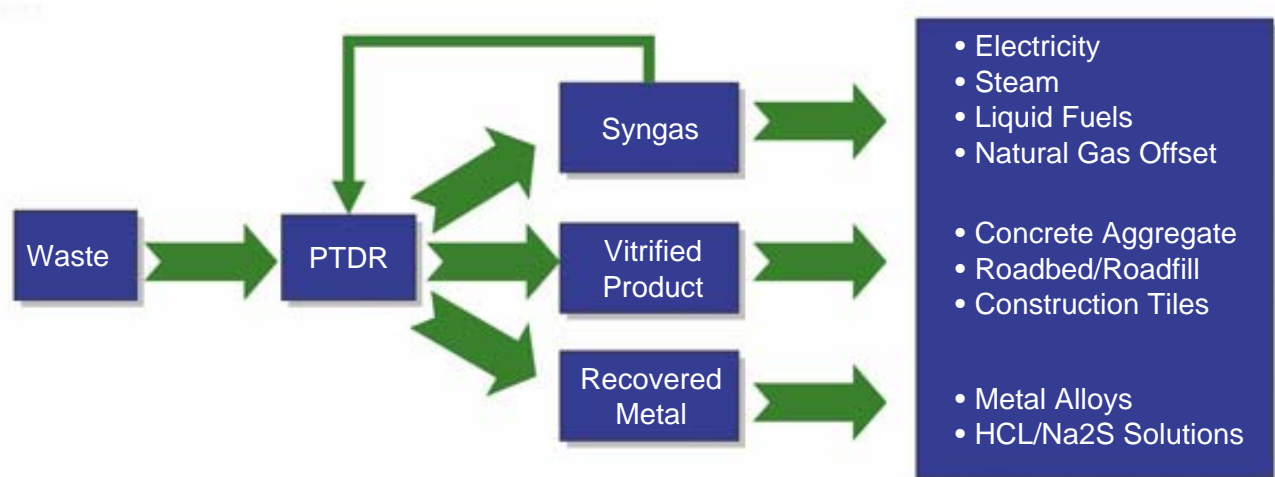 Waste
PTDR
Syngas
Vitrified
Product
Recovered
Metal
• Electricity
• Steam
• Liquid Fuels
• Natural Gas Offset
• Concrete Aggregate
• Roadbed/Roadfill
• Construction Tiles
• Metal Alloys
• HCL/Na2S Solutions